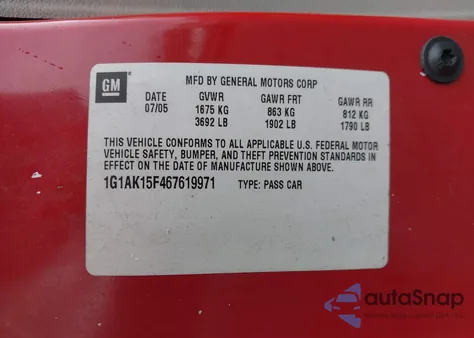 GM
MFD BY GENERAL MOTORS CORP
DATE GVWR GAWR FRT GAWR RR
07/05 1675 KG 863 KG 812 KG
3692 LB 1902 LB 1790 LB
THIS VEHICLE CONFORMS TO ALL APPLICABLE U.S. FEDERAL MOTOR
VEHICLE SAFETY, BUMPER, AND THEFT PREVENTION STANDARDS IN
EFFECT ON THE DATE OF MANUFACTURE SHOWN ABOVE.
1G1AK15F467619971 TYPE: PASS CAR
autoSnap